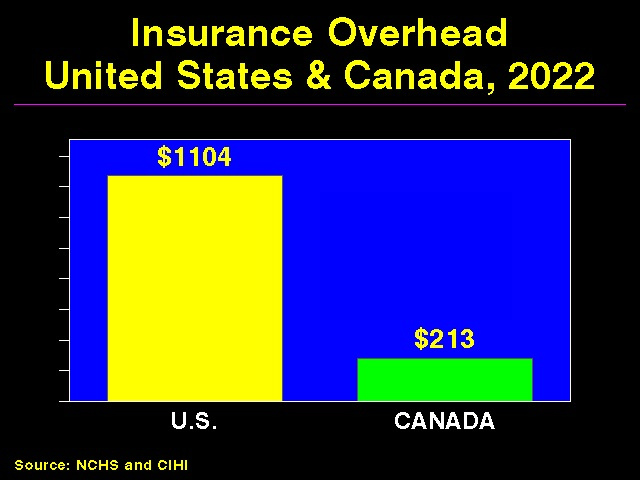 Insurance Overhead
United States & Canada, 2022
$1104
$213
U.S.
CANADA
Source: NCHS and CIHI